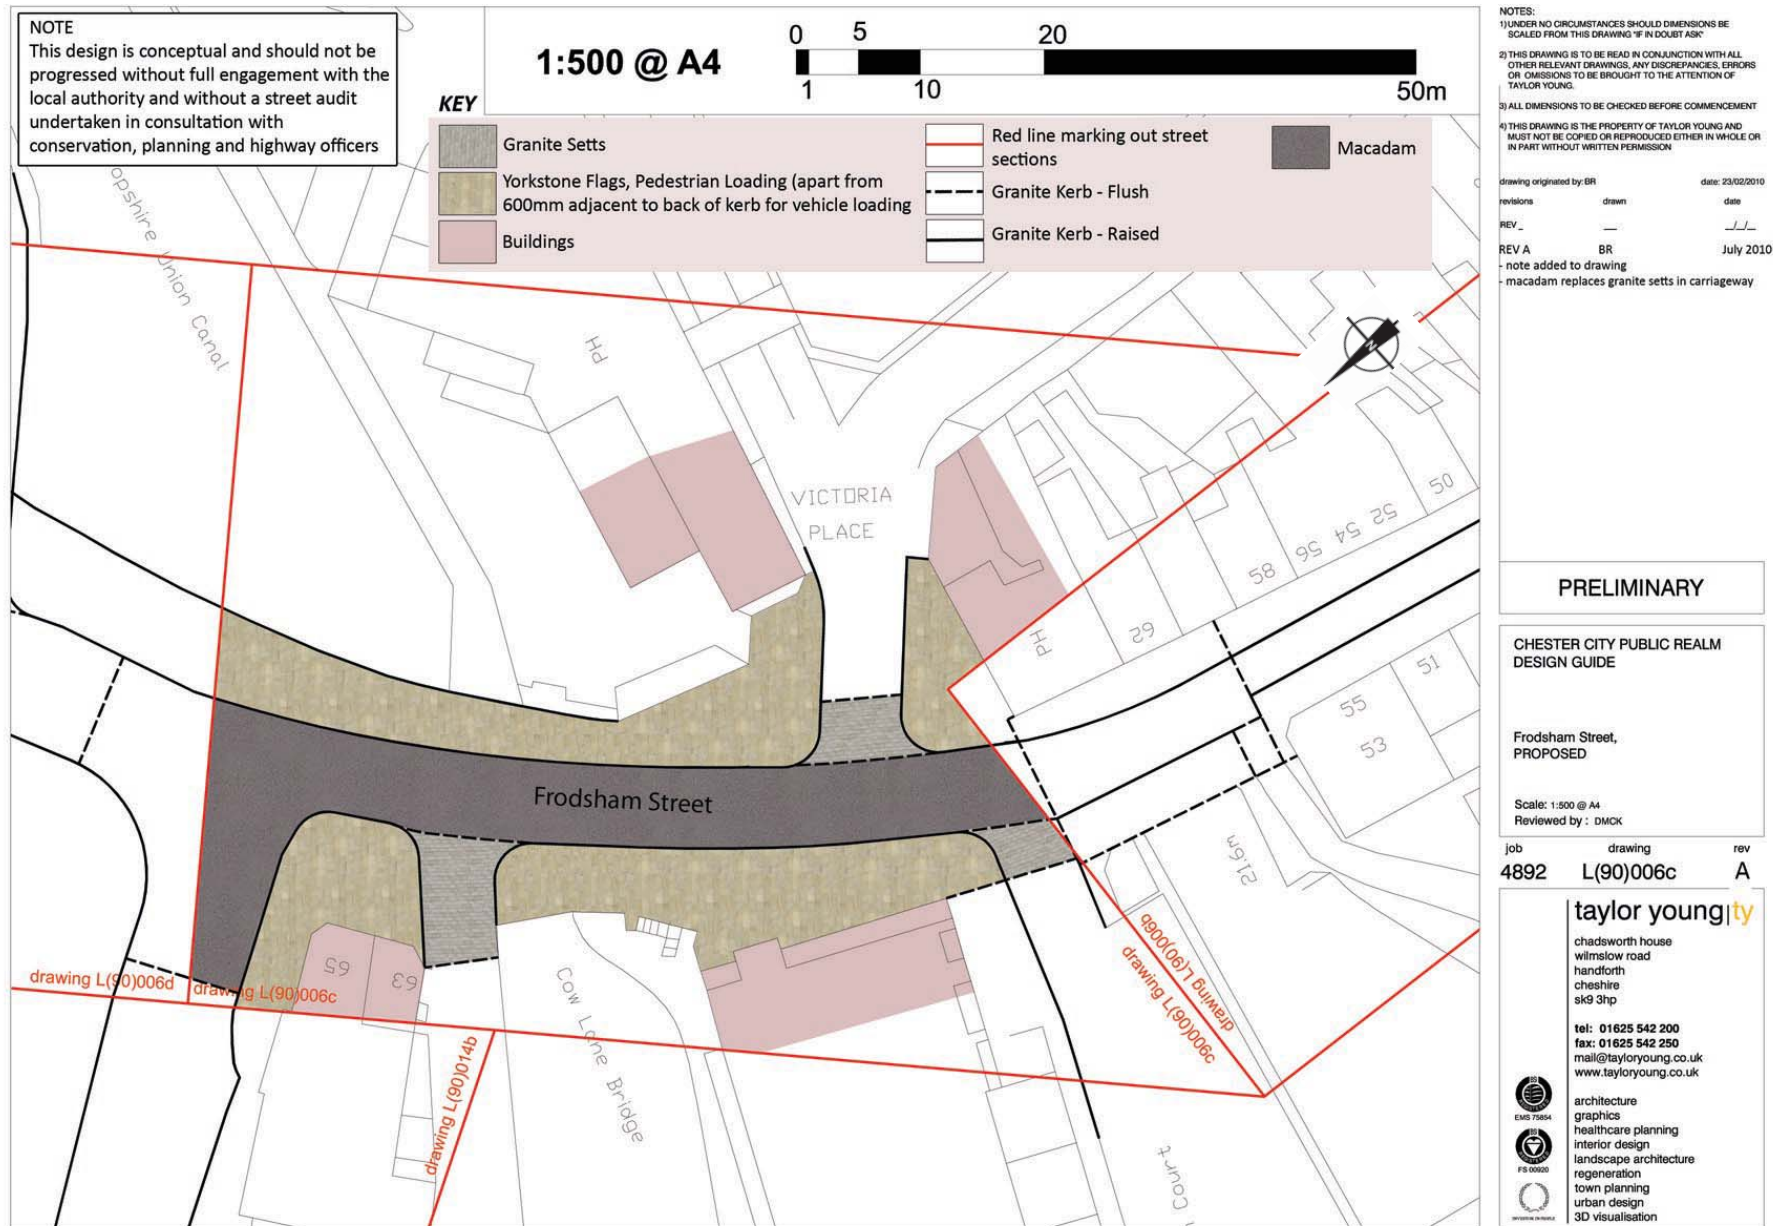 NOTE
This design is conceptual and should not be
progressed without full engagement with the
local authority and without a street audit
undertaken in consultation with
conservation, planning and highway officers
1:500 @ A4
0 5 20
1 10 50m
KEY
Granite Setts
Yorkstone Flags, Pedestrian Loading (apart from
600mm adjacent to back of kerb for vehicle loading
Buildings
Red line marking out street
sections
Granite Kerb - Flush
Granite Kerb - Raised
Macadam
opshire Union Canal
PH
VICTORIA
PLACE
N
50
52
54
56
58
62
PH
51
55
53
21.6m
Frodsham Street
65
63
Cow Lane Bridge
Court
drawing L(90)006d
drawing L(90)006c
drawing L(90)014b
drawing L(90)006b
drawing L(90)006c
NOTES:
1)UNDER NO CIRCUMSTANCES SHOULD DIMENSIONS BE
SCALED FROM THIS DRAWING "IF IN DOUBT ASK"
2) THIS DRAWING IS TO BE READ IN CONJUNCTION WITH ALL
OTHER RELEVANT DRAWINGS, ANY DISCREPANCIES, ERRORS
OR OMISSIONS TO BE BROUGHT TO THE ATTENTION OF
TAYLOR YOUNG.
3) ALL DIMENSIONS TO BE CHECKED BEFORE COMMENCEMENT
4) THIS DRAWING IS THE PROPERTY OF TAYLOR YOUNG AND
MUST NOT BE COPIED OR REPRODUCED EITHER IN WHOLE OR
IN PART WITHOUT WRITTEN PERMISSION
drawing originated by: BR date: 23/02/2010
revisions drawn date
REV _ __ _/_/_
REV A BR July 2010
- note added to drawing
- macadam replaces granite setts in carriageway
PRELIMINARY
CHESTER CITY PUBLIC REALM
DESIGN GUIDE
Frodsham Street,
PROPOSED
Scale: 1:500 @ A4
Reviewed by : DMCK
job drawing rev
4892 L(90)006c A
taylor young|ty
chadsworth house
wilmslow road
handforth
cheshire
sk9 3hp
tel: 01625 542 200
fax: 01625 542 250
mail@tayloryoung.co.uk
www.tayloryoung.co.uk
architecture
graphics
healthcare planning
interior design
landscape architecture
regeneration
town planning
urban design
3D visualisation
EMS 75854
FS 00920